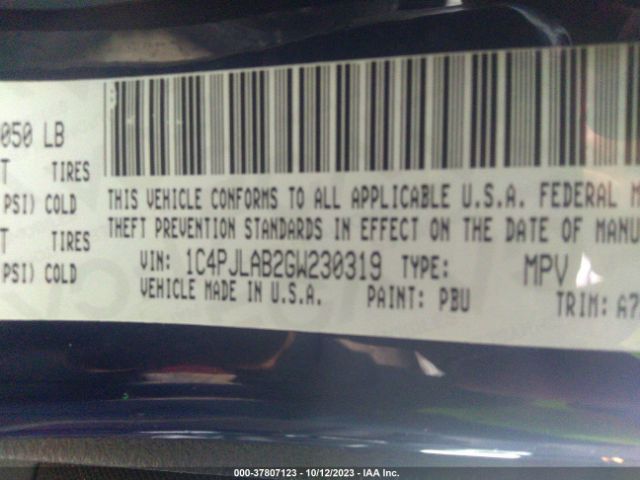 050 LB
T TIRES
PSI) COLD
T TIRES
PSI) COLD
THIS VEHICLE CONFORMS TO ALL APPLICABLE U.S.A. FEDERAL M
THEFT PREVENTION STANDARDS IN EFFECT ON THE DATE OF MANU
VIN: 1C4PJLAB2GW230319 TYPE: MPV
VEHICLE MADE IN U.S.A. PAINT: PBU TRIM: A7
000-37807123 - 10/12/2023 - IAA Inc.